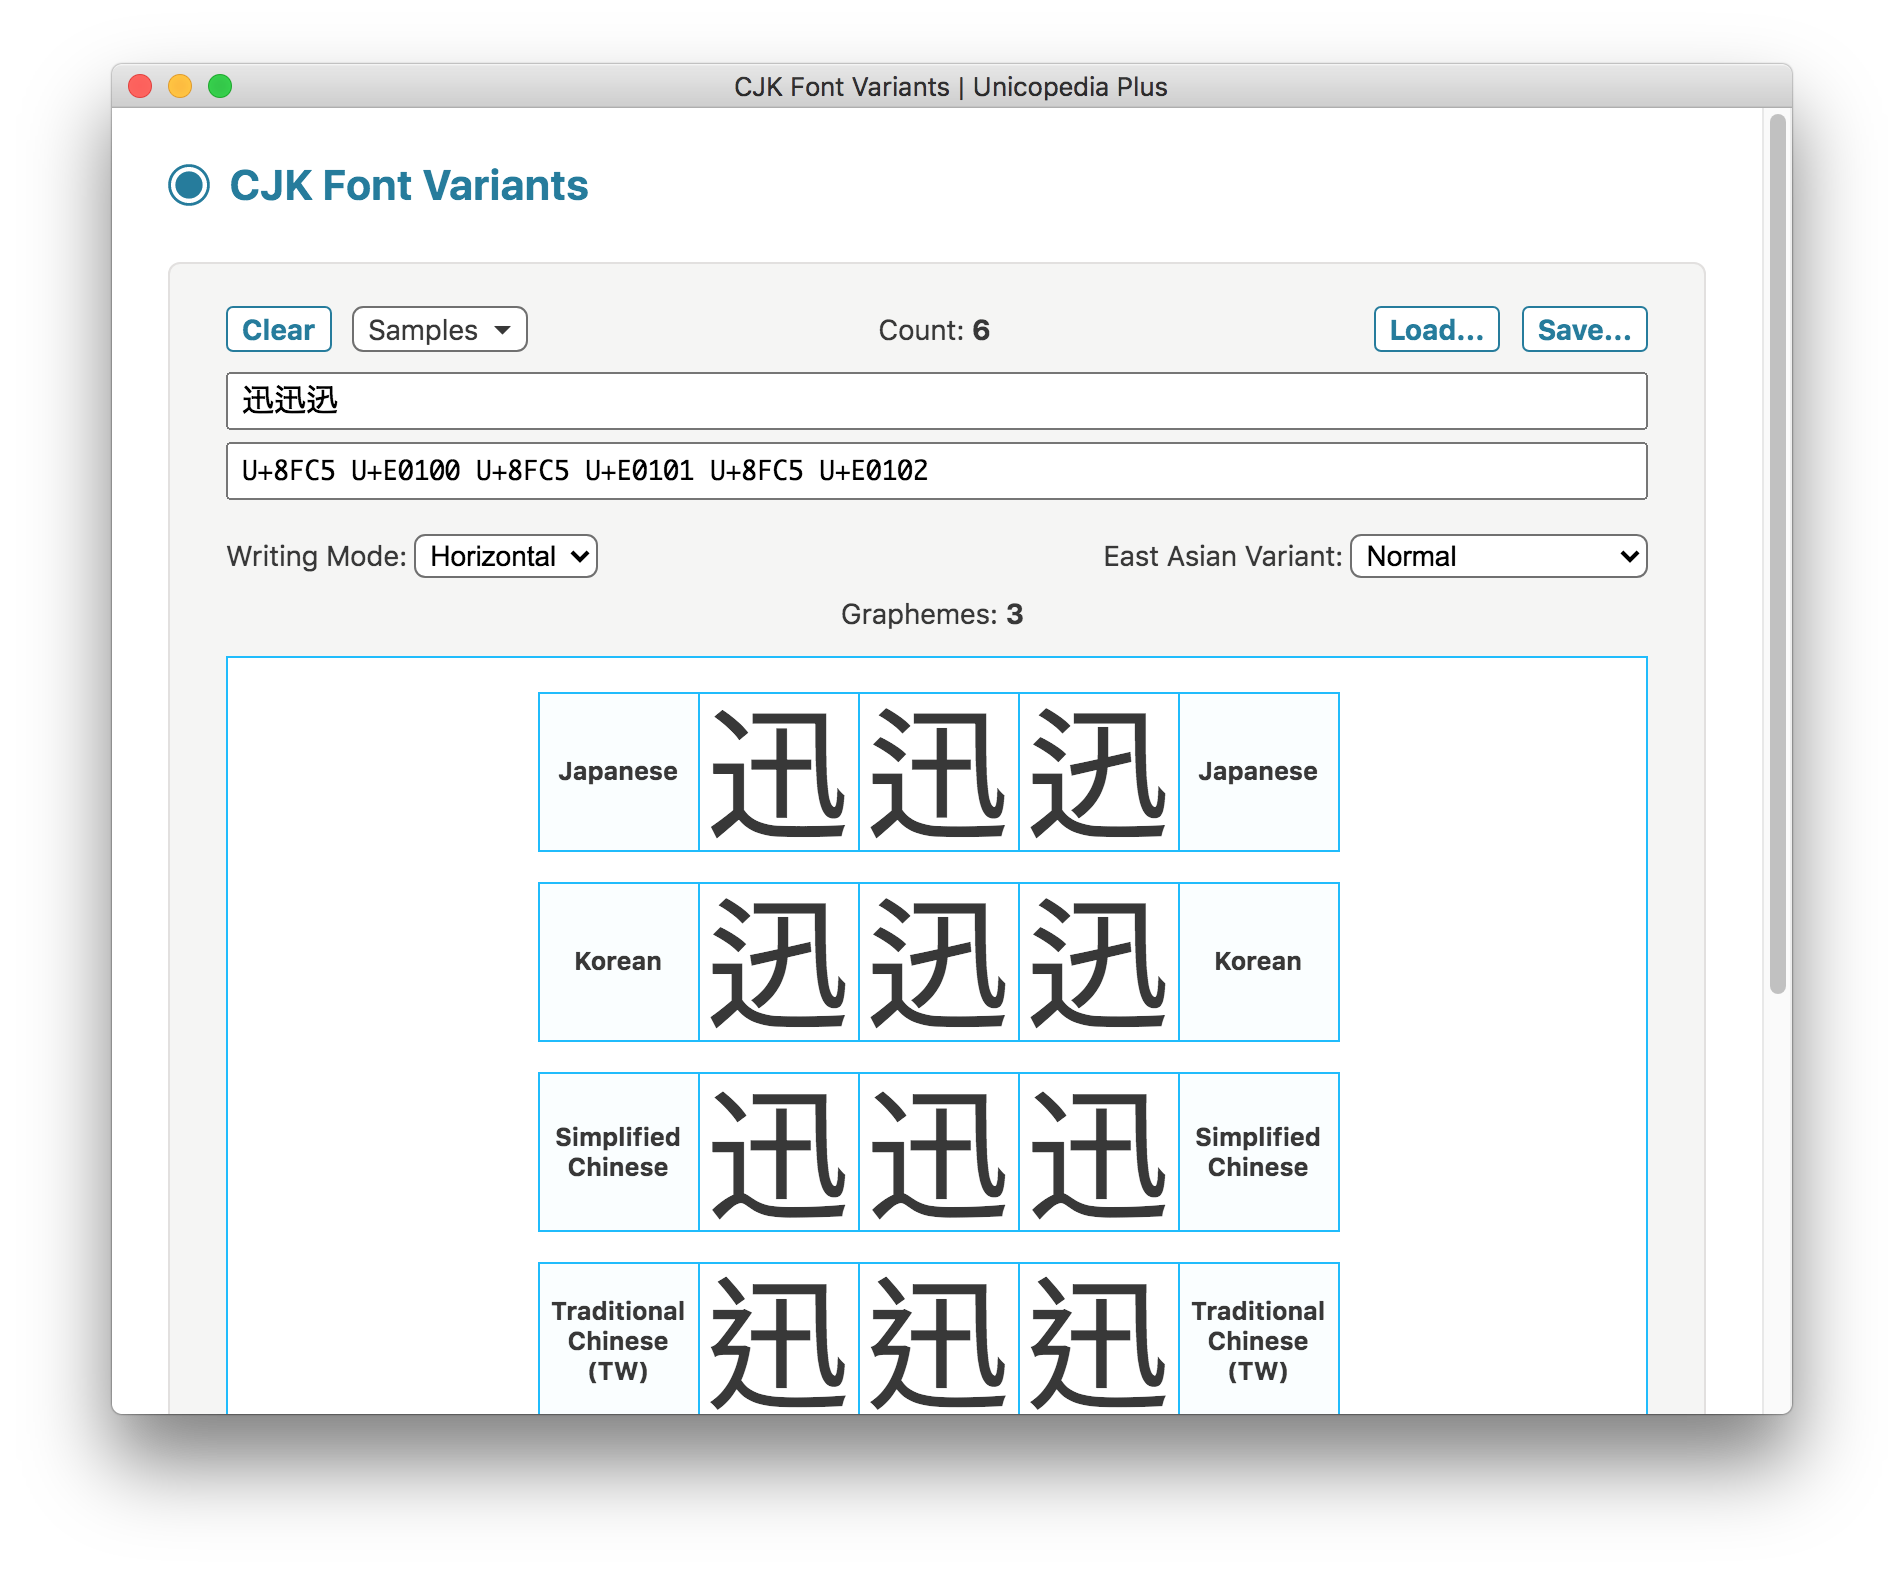 CJK Font Variants | Unicopedia Plus
CJK Font Variants
Clear Samples Count: 6 Load... Save...
迅󠄀迅󠄁迅󠄂
U+8FC5 U+E0100 U+8FC5 U+E0101 U+8FC5 U+E0102
Writing Mode: Horizontal East Asian Variant: Normal
Graphemes: 3
Japanese 迅󠄀 迅󠄁 迅󠄂 Japanese
Korean 迅󠄀 迅󠄁 迅󠄂 Korean
Simplified Chinese 迅󠄀 迅󠄁 迅󠄂 Simplified Chinese
Traditional Chinese (TW) 迅󠄀 迅󠄁 迅󠄂 Traditional Chinese (TW)